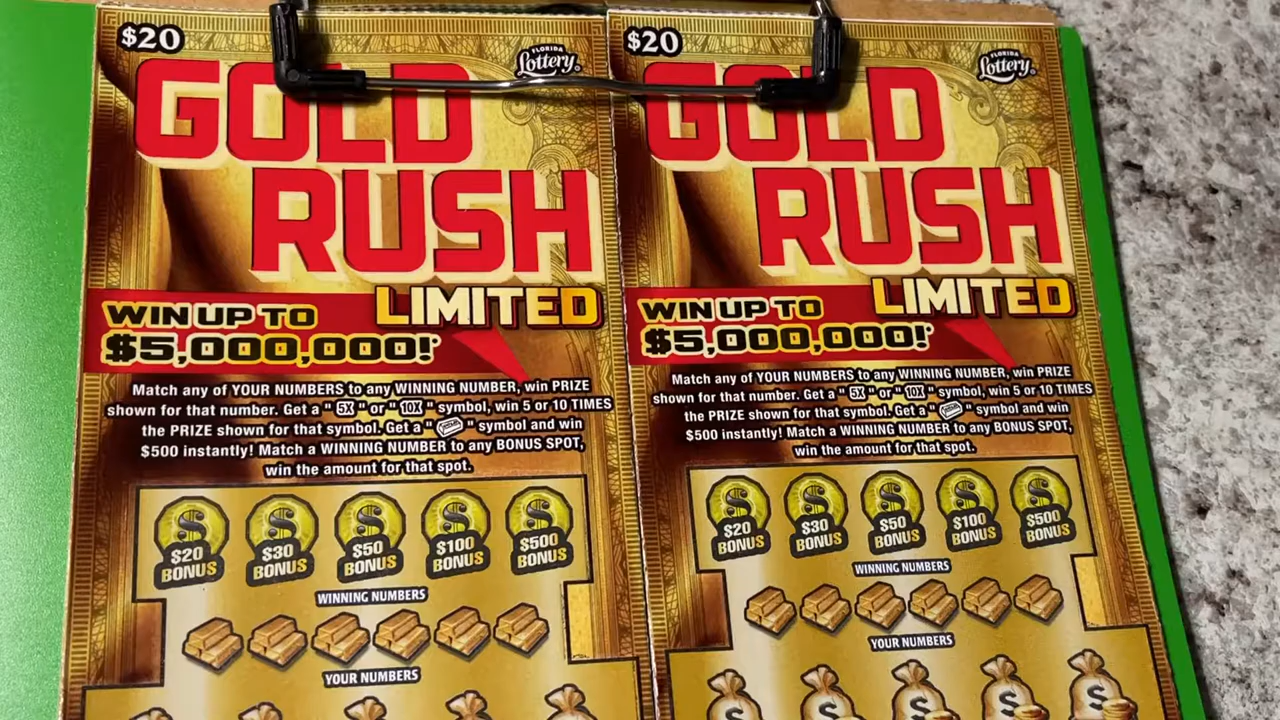 $20
FLORIDA
Lottery
GOLD
RUSH
LIMITED
WIN UP TO
$5,000,000!*
Match any of YOUR NUMBERS to any WINNING NUMBER, win PRIZE
shown for that number. Get a "5X" or "10X" symbol, win 5 or 10 TIMES
the PRIZE shown for that symbol. Get a " " symbol and win
$500 instantly! Match a WINNING NUMBER to any BONUS SPOT,
win the amount for that spot.
$20 BONUS
$30 BONUS
$50 BONUS
$100 BONUS
$500 BONUS
WINNING NUMBERS
YOUR NUMBERS
$20
FLORIDA
Lottery
GOLD
RUSH
LIMITED
WIN UP TO
$5,000,000!*
Match any of YOUR NUMBERS to any WINNING NUMBER, win PRIZE
shown for that number. Get a "5X" or "10X" symbol, win 5 or 10 TIMES
the PRIZE shown for that symbol. Get a " " symbol and win
$500 instantly! Match a WINNING NUMBER to any BONUS SPOT,
win the amount for that spot.
$20 BONUS
$30 BONUS
$50 BONUS
$100 BONUS
$500 BONUS
WINNING NUMBERS
YOUR NUMBERS